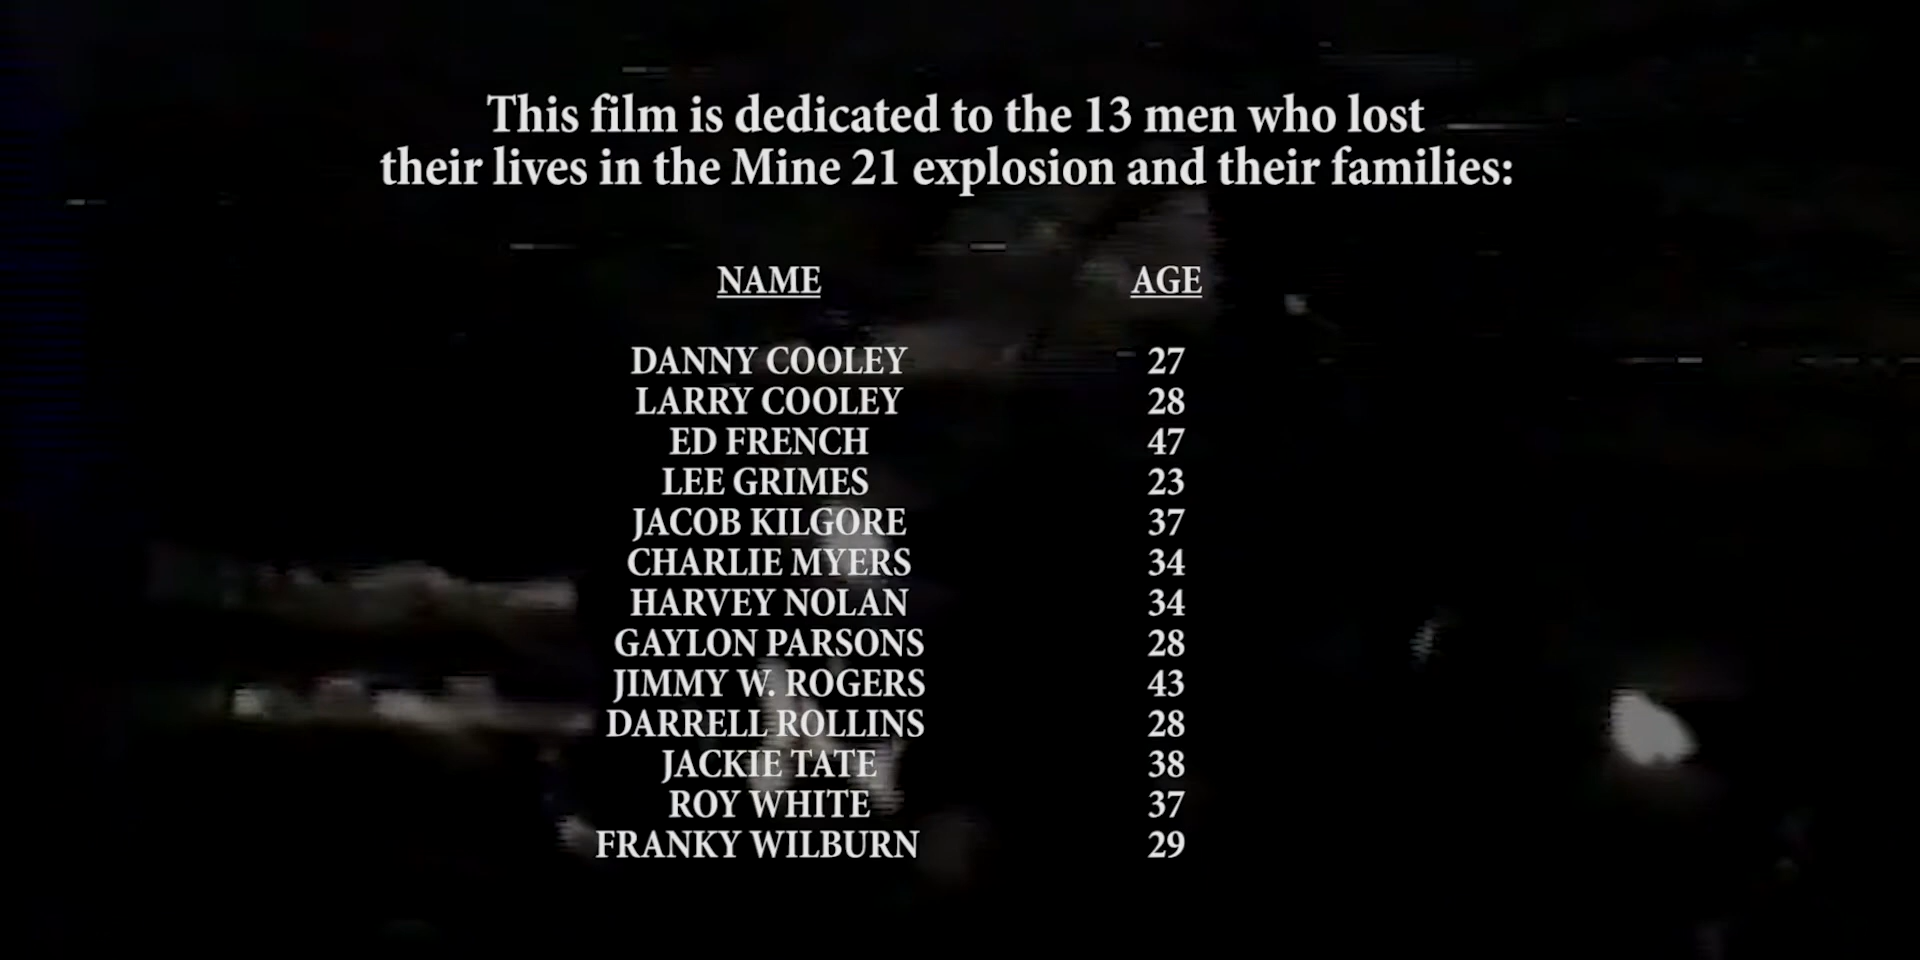 This film is dedicated to the 13 men who lost
their lives in the Mine 21 explosion and their families:
NAME AGE
DANNY COOLEY 27
LARRY COOLEY 28
ED FRENCH 47
LEE GRIMES 23
JACOB KILGORE 37
CHARLIE MYERS 34
HARVEY NOLAN 34
GAYLON PARSONS 28
JIMMY W. ROGERS 43
DARRELL ROLLINS 28
JACKIE TATE 38
ROY WHITE 37
FRANKY WILBURN 29